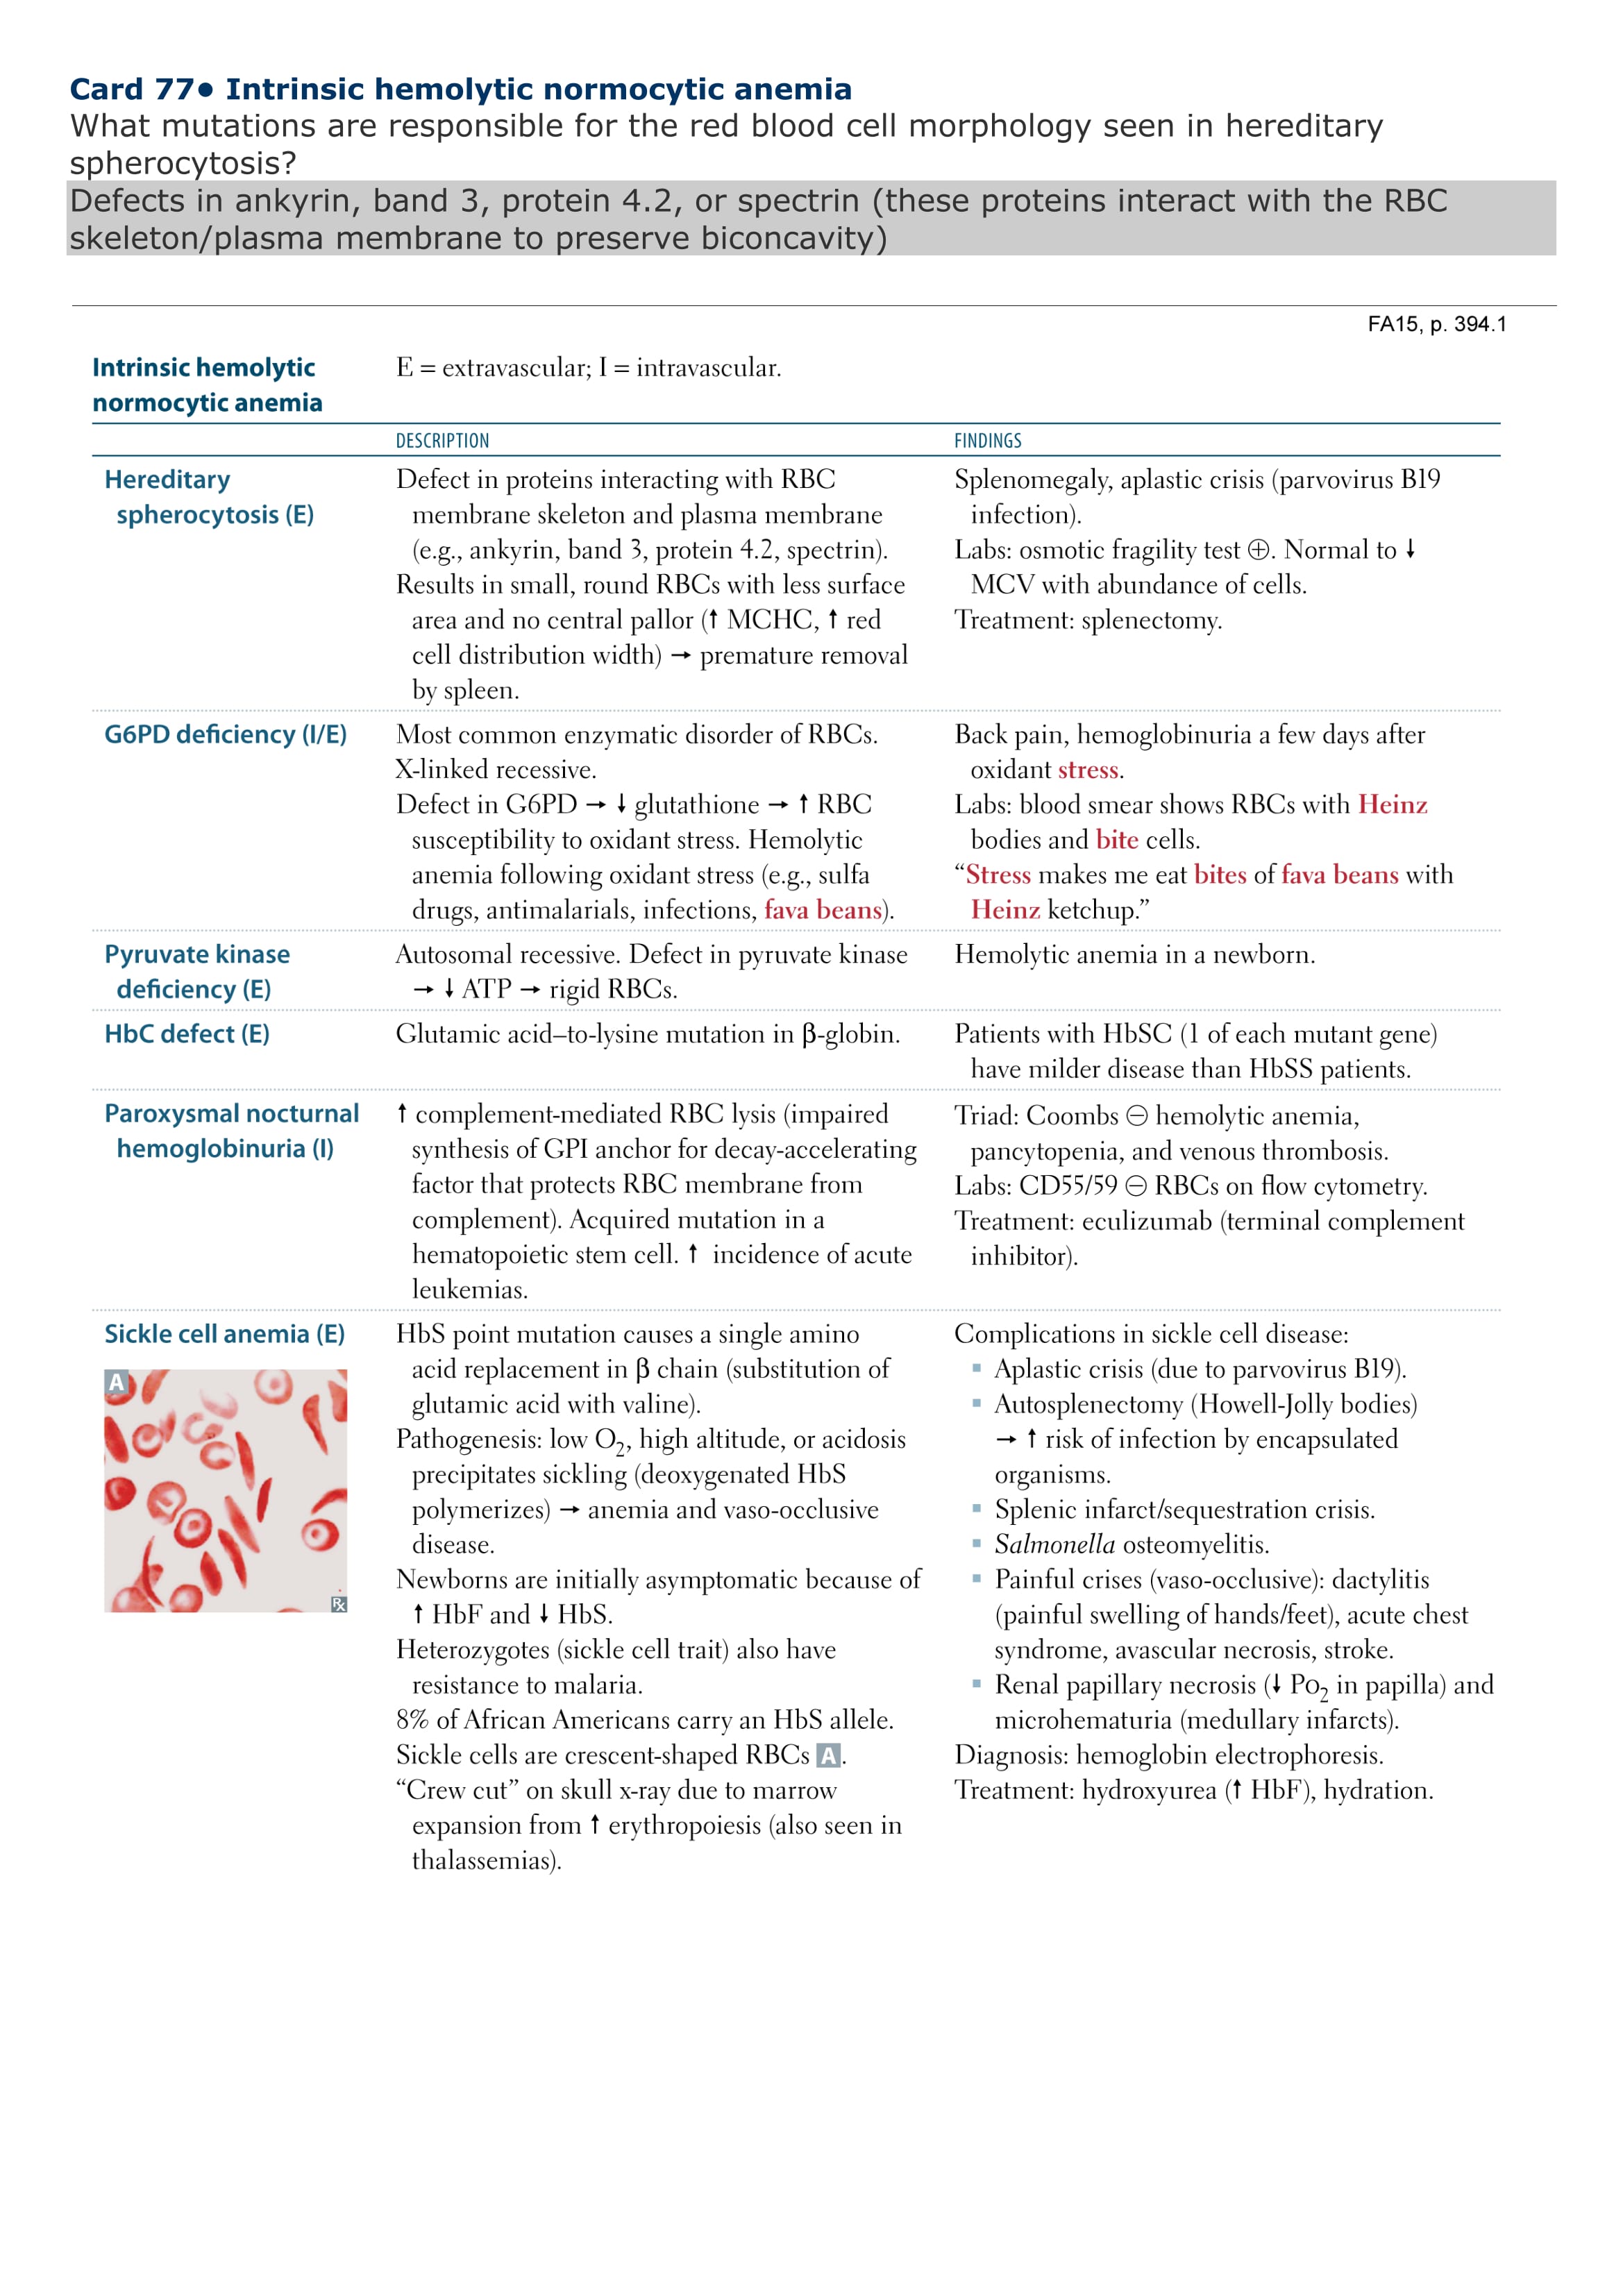 Card 77● Intrinsic hemolytic normocytic anemia
What mutations are responsible for the red blood cell morphology seen in hereditary
spherocytosis?
Defects in ankyrin, band 3, protein 4.2, or spectrin (these proteins interact with the RBC
skeleton/plasma membrane to preserve biconcavity)
FA15, p. 394.1
Intrinsic hemolytic
normocytic anemia
E = extravascular; I = intravascular.
DESCRIPTION
FINDINGS
Hereditary
spherocytosis (E)
Defect in proteins interacting with RBC
membrane skeleton and plasma membrane
(e.g., ankyrin, band 3, protein 4.2, spectrin).
Results in small, round RBCs with less surface
area and no central pallor (↑ MCHC, ↑ red
cell distribution width) → premature removal
by spleen.
Splenomegaly, aplastic crisis (parvovirus B19
infection).
Labs: osmotic fragility test ⊕. Normal to ↓
MCV with abundance of cells.
Treatment: splenectomy.
G6PD deficiency (I/E)
Most common enzymatic disorder of RBCs.
X-linked recessive.
Defect in G6PD → ↓ glutathione → ↑ RBC
susceptibility to oxidant stress. Hemolytic
anemia following oxidant stress (e.g., sulfa
drugs, antimalarials, infections, fava beans).
Back pain, hemoglobinuria a few days after
oxidant stress.
Labs: blood smear shows RBCs with Heinz
bodies and bite cells.
“Stress makes me eat bites of fava beans with
Heinz ketchup.”
Pyruvate kinase
deficiency (E)
Autosomal recessive. Defect in pyruvate kinase
→ ↓ ATP → rigid RBCs.
Hemolytic anemia in a newborn.
HbC defect (E)
Glutamic acid–to-lysine mutation in β-globin.
Patients with HbSC (1 of each mutant gene)
have milder disease than HbSS patients.
Paroxysmal nocturnal
hemoglobinuria (I)
↑ complement-mediated RBC lysis (impaired
synthesis of GPI anchor for decay-accelerating
factor that protects RBC membrane from
complement). Acquired mutation in a
hematopoietic stem cell. ↑ incidence of acute
leukemias.
Triad: Coombs ⊖ hemolytic anemia,
pancytopenia, and venous thrombosis.
Labs: CD55/59 ⊖ RBCs on flow cytometry.
Treatment: eculizumab (terminal complement
inhibitor).
Sickle cell anemia (E)
A
℞
HbS point mutation causes a single amino
acid replacement in β chain (substitution of
glutamic acid with valine).
Pathogenesis: low O₂, high altitude, or acidosis
precipitates sickling (deoxygenated HbS
polymerizes) → anemia and vaso-occlusive
disease.
Newborns are initially asymptomatic because of
↑ HbF and ↓ HbS.
Heterozygotes (sickle cell trait) also have
resistance to malaria.
8% of African Americans carry an HbS allele.
Sickle cells are crescent-shaped RBCs A.
“Crew cut” on skull x-ray due to marrow
expansion from ↑ erythropoiesis (also seen in
thalassemias).
Complications in sickle cell disease:
▪ Aplastic crisis (due to parvovirus B19).
▪ Autosplenectomy (Howell-Jolly bodies)
→ ↑ risk of infection by encapsulated
organisms.
▪ Splenic infarct/sequestration crisis.
▪ Salmonella osteomyelitis.
▪ Painful crises (vaso-occlusive): dactylitis
(painful swelling of hands/feet), acute chest
syndrome, avascular necrosis, stroke.
▪ Renal papillary necrosis (↓ Po₂ in papilla) and
microhematuria (medullary infarcts).
Diagnosis: hemoglobin electrophoresis.
Treatment: hydroxyurea (↑ HbF), hydration.